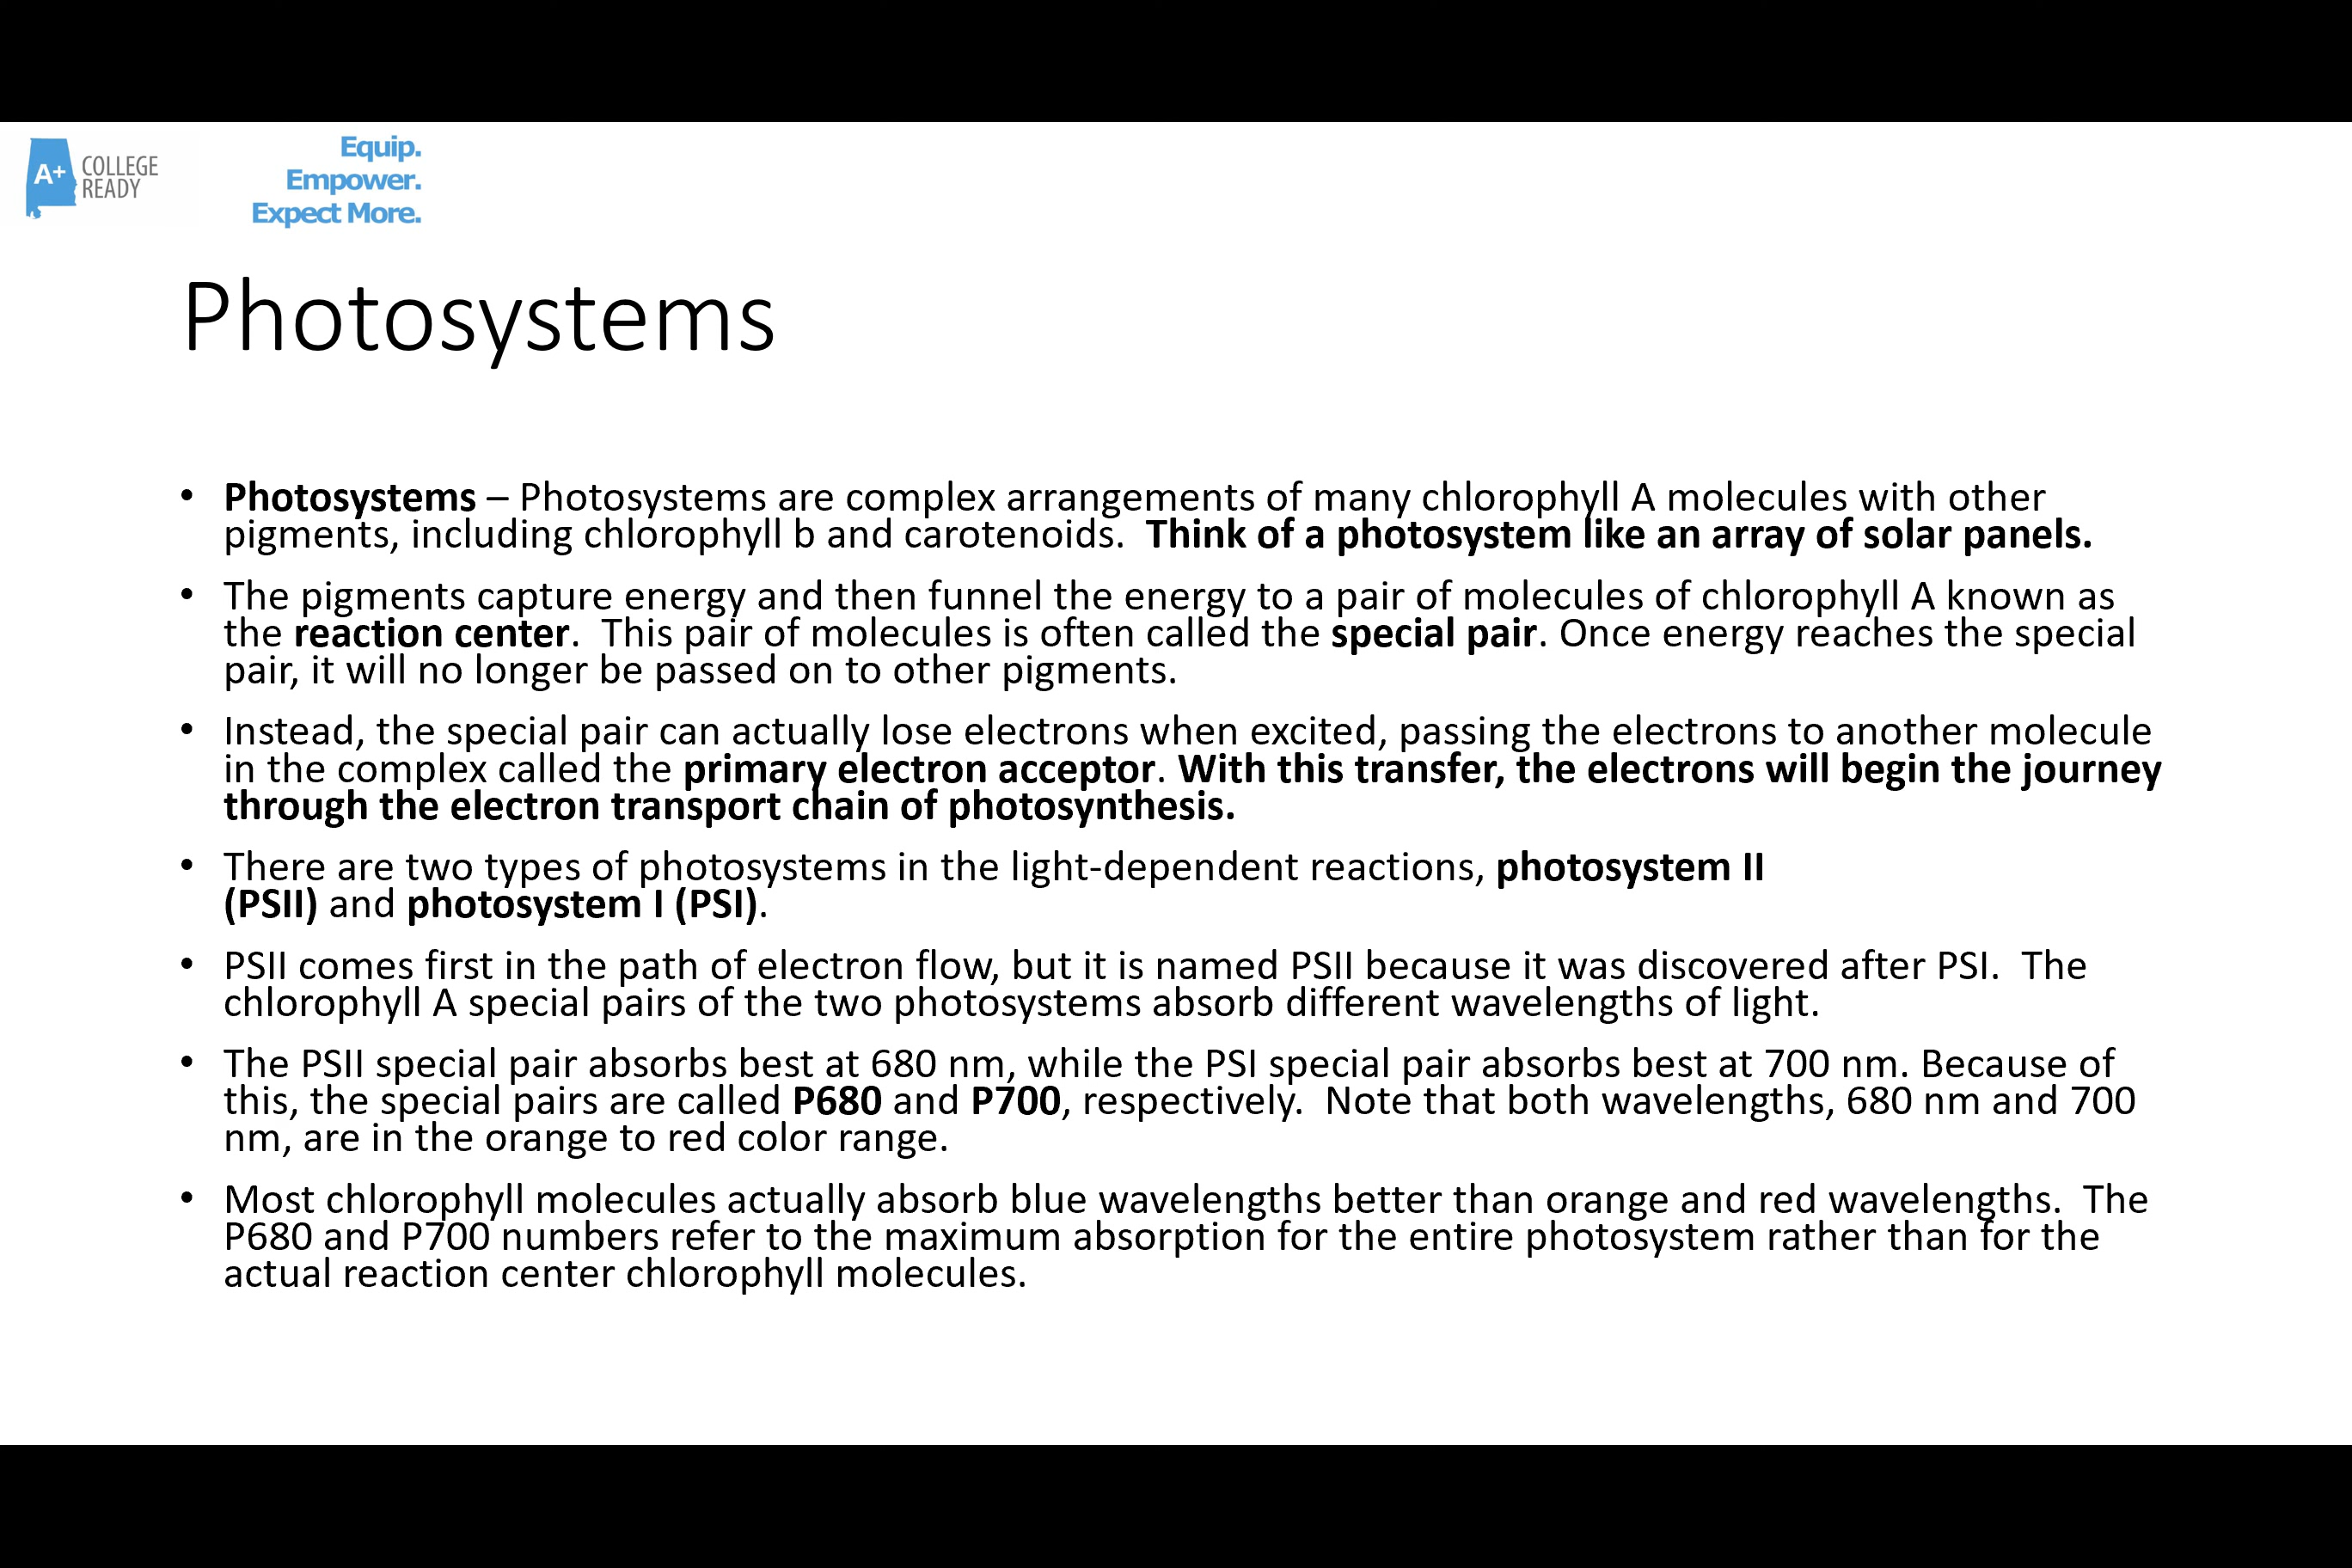 A+ COLLEGE
READY
Equip.
Empower.
Expect More.
Photosystems
• Photosystems – Photosystems are complex arrangements of many chlorophyll A molecules with other
pigments, including chlorophyll b and carotenoids.  Think of a photosystem like an array of solar panels.
• The pigments capture energy and then funnel the energy to a pair of molecules of chlorophyll A known as
the reaction center.  This pair of molecules is often called the special pair. Once energy reaches the special
pair, it will no longer be passed on to other pigments.
• Instead, the special pair can actually lose electrons when excited, passing the electrons to another molecule
in the complex called the primary electron acceptor. With this transfer, the electrons will begin the journey
through the electron transport chain of photosynthesis.
• There are two types of photosystems in the light-dependent reactions, photosystem II
(PSII) and photosystem I (PSI).
• PSII comes first in the path of electron flow, but it is named PSII because it was discovered after PSI.  The
chlorophyll A special pairs of the two photosystems absorb different wavelengths of light.
• The PSII special pair absorbs best at 680 nm, while the PSI special pair absorbs best at 700 nm. Because of
this, the special pairs are called P680 and P700, respectively.  Note that both wavelengths, 680 nm and 700
nm, are in the orange to red color range.
• Most chlorophyll molecules actually absorb blue wavelengths better than orange and red wavelengths.  The
P680 and P700 numbers refer to the maximum absorption for the entire photosystem rather than for the
actual reaction center chlorophyll molecules.